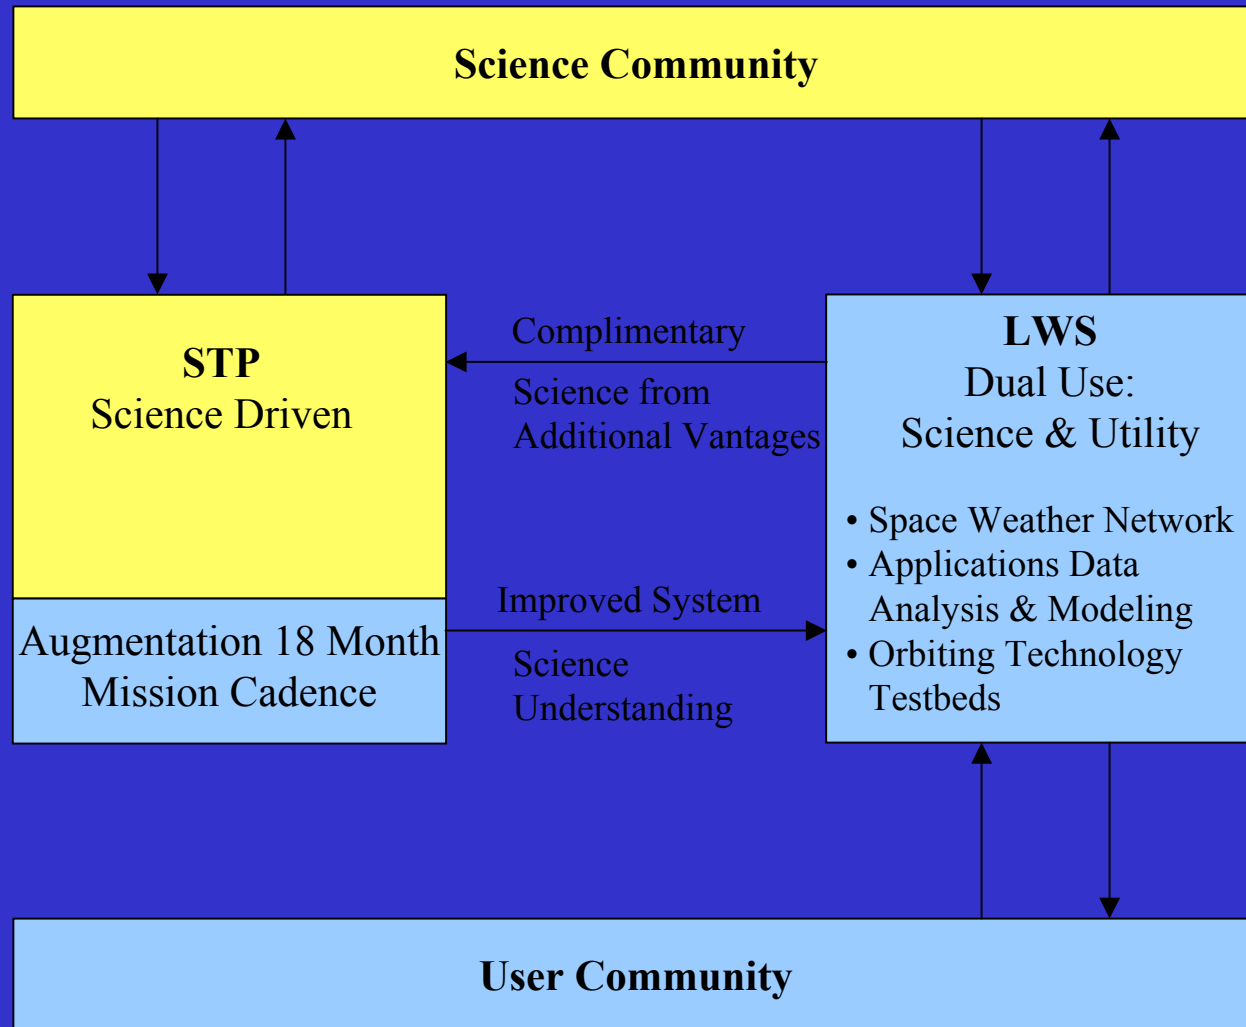 Science Community
STP
Science Driven
Augmentation 18 Month
Mission Cadence
Complimentary
Science from
Additional Vantages
Improved System
Science
Understanding
LWS
Dual Use:
Science & Utility
• Space Weather Network
• Applications Data
Analysis & Modeling
• Orbiting Technology
Testbeds
User Community